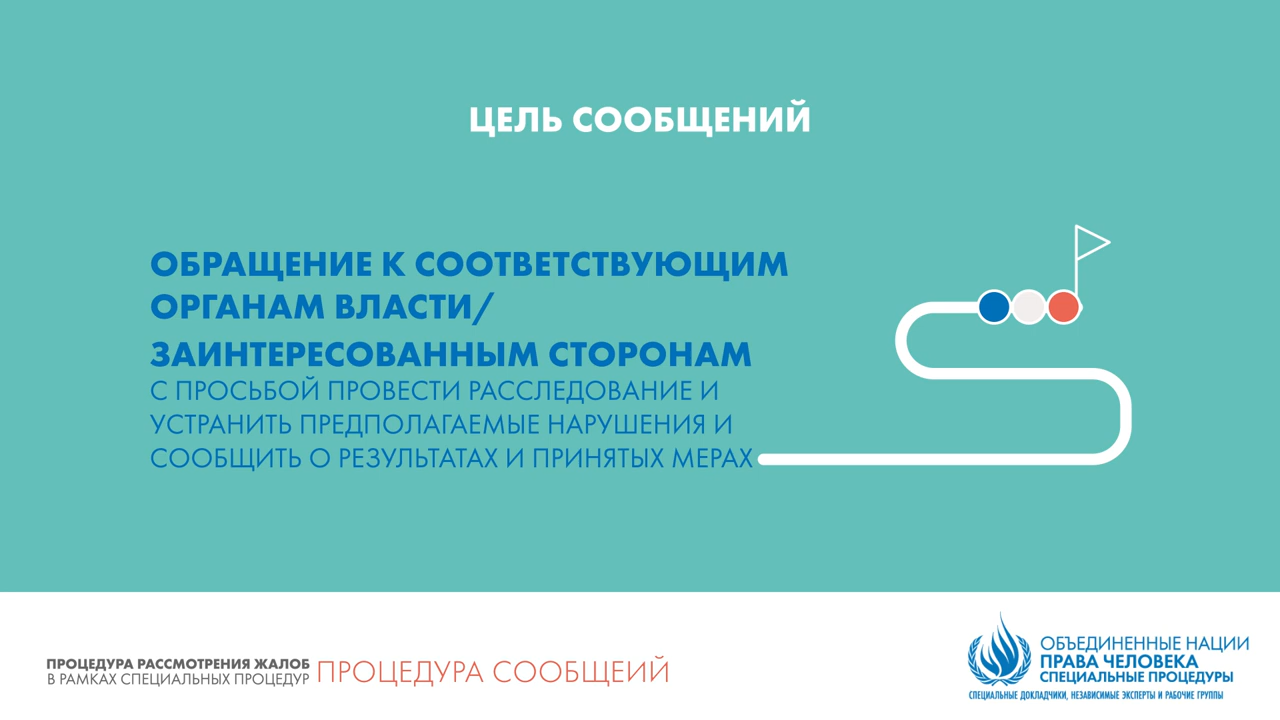 ЦЕЛЬ СООБЩЕНИЙ
ОБРАЩЕНИЕ К СООТВЕТСТВУЮЩИМ
ОРГАНАМ ВЛАСТИ/
ЗАИНТЕРЕСОВАННЫМ СТОРОНАМ
С ПРОСЬБОЙ ПРОВЕСТИ РАССЛЕДОВАНИЕ И
УСТРАНИТЬ ПРЕДПОЛАГАЕМЫЕ НАРУШЕНИЯ И
СООБЩИТЬ О РЕЗУЛЬТАТАХ И ПРИНЯТЫХ МЕРАХ
ПРОЦЕДУРА РАССМОТРЕНИЯ ЖАЛОБ
В РАМКАХ СПЕЦИАЛЬНЫХ ПРОЦЕДУР
ПРОЦЕДУРА СООБЩЕИЙ
ОБЪЕДИНЕННЫЕ НАЦИИ
ПРАВА ЧЕЛОВЕКА
СПЕЦИАЛЬНЫЕ ПРОЦЕДУРЫ
СПЕЦИАЛЬНЫЕ ДОКЛАДЧИКИ, НЕЗАВИСИМЫЕ ЭКСПЕРТЫ И РАБОЧИЕ ГРУППЫ